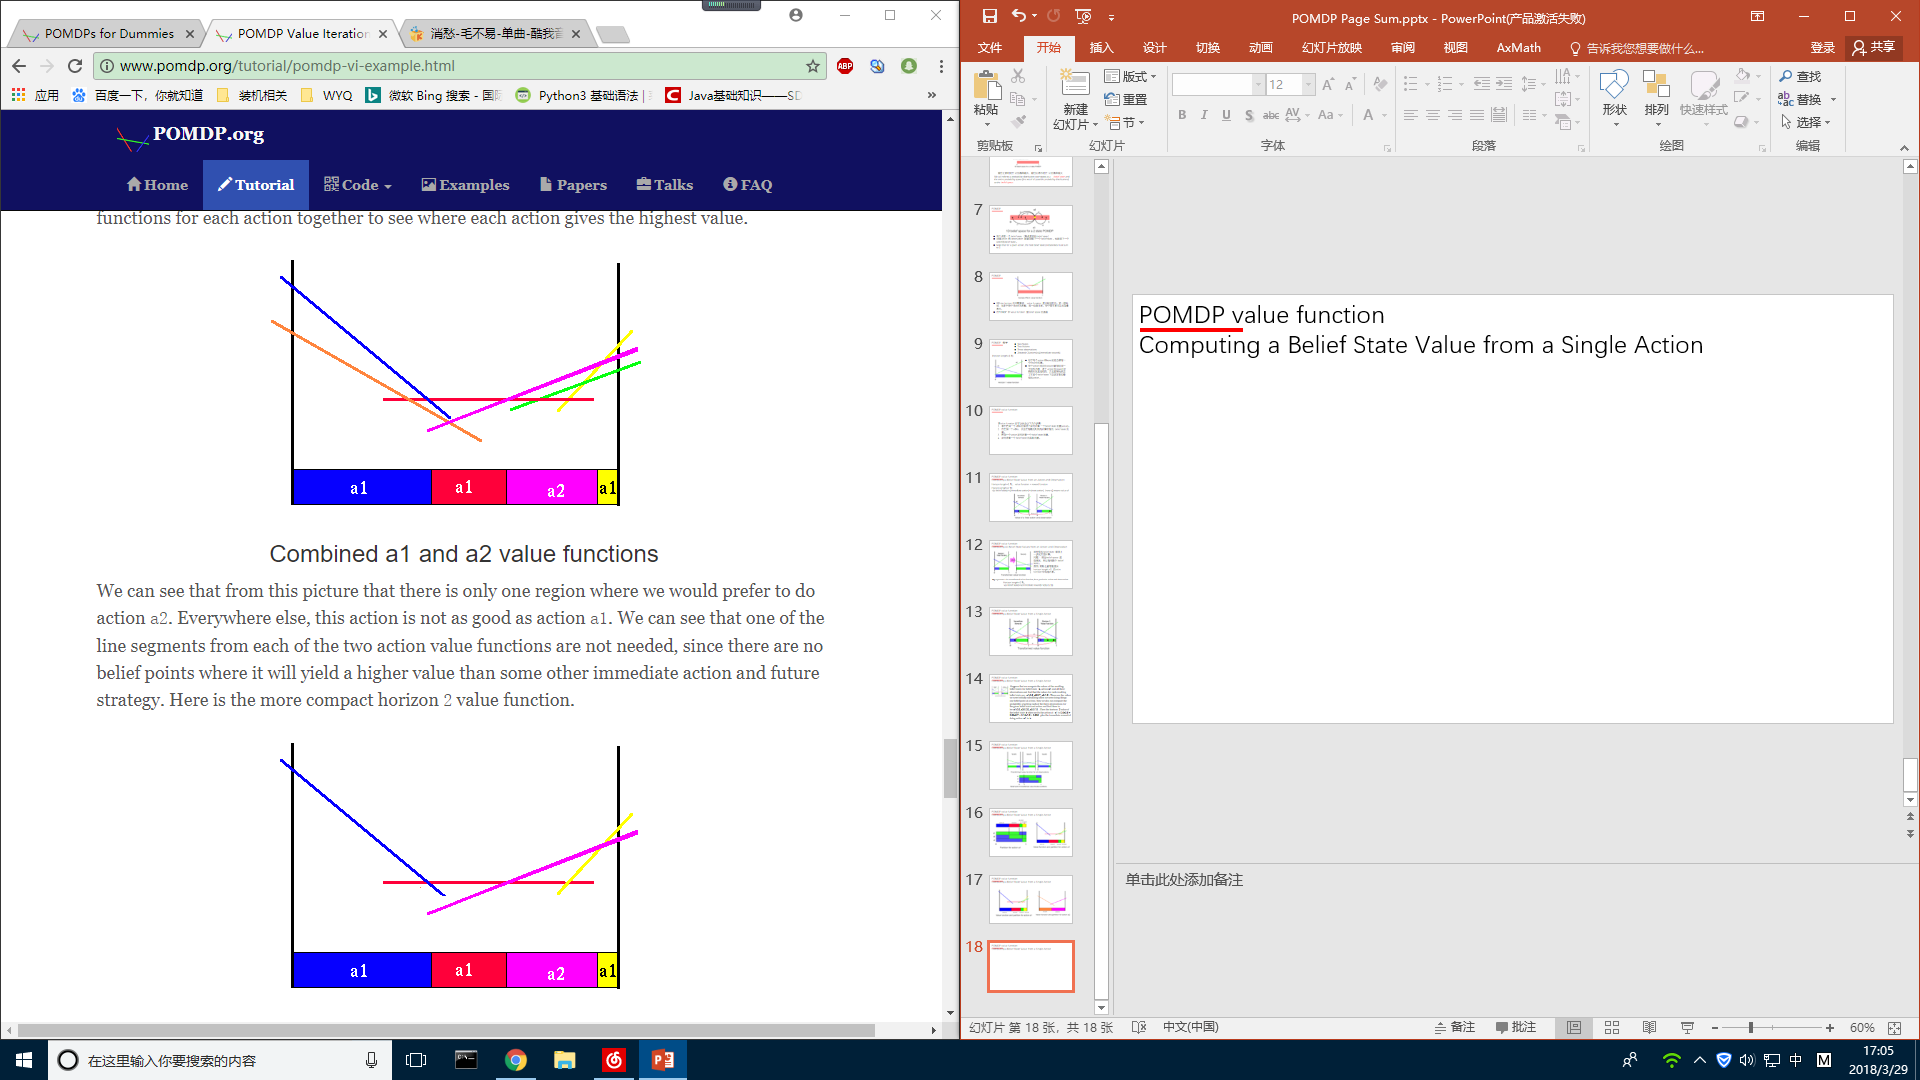 POMDPs for Dummies
POMDP Value Iteration
消愁-毛不易-单曲-酷我音
www.pomdp.org/tutorial/pomdp-vi-example.html
ABP
应用
百度一下，你就知道
装机相关
WYQ
微软 Bing 搜索 - 国际
Python3 基础语法 |
Java基础知识——SD
»
POMDP.org
Home
Tutorial
Code
Examples
Papers
Talks
FAQ
functions for each action together to see where each action gives the highest value.
a1
a1
a2
a1
Combined a1 and a2 value functions
We can see that from this picture that there is only one region where we would prefer to do
action a2. Everywhere else, this action is not as good as action a1. We can see that one of the
line segments from each of the two action value functions are not needed, since there are no
belief points where it will yield a higher value than some other immediate action and future
strategy. Here is the more compact horizon 2 value function.
a1
a1
a2
a1
POMDP Page Sum.pptx - PowerPoint(产品激活失败)
文件
开始
插入
设计
切换
动画
幻灯片放映
审阅
视图
AxMath
告诉我您想要做什么...
登录
共享
粘贴
剪贴板
新建
幻灯片
版式
重置
节
幻灯片
12
B I U S abc AV Aa A
字体
段落
形状
排列
快速样式
绘图
查找
替换
选择
编辑
7
8
9
10
11
12
13
14
15
16
17
18
POMDP value function
Computing a Belief State Value from a Single Action
单击此处添加备注
幻灯片 第 18 张，共 18 张
中文(中国)
备注
批注
60%
在这里输入你要搜索的内容
中
M
17:05
2018/3/29